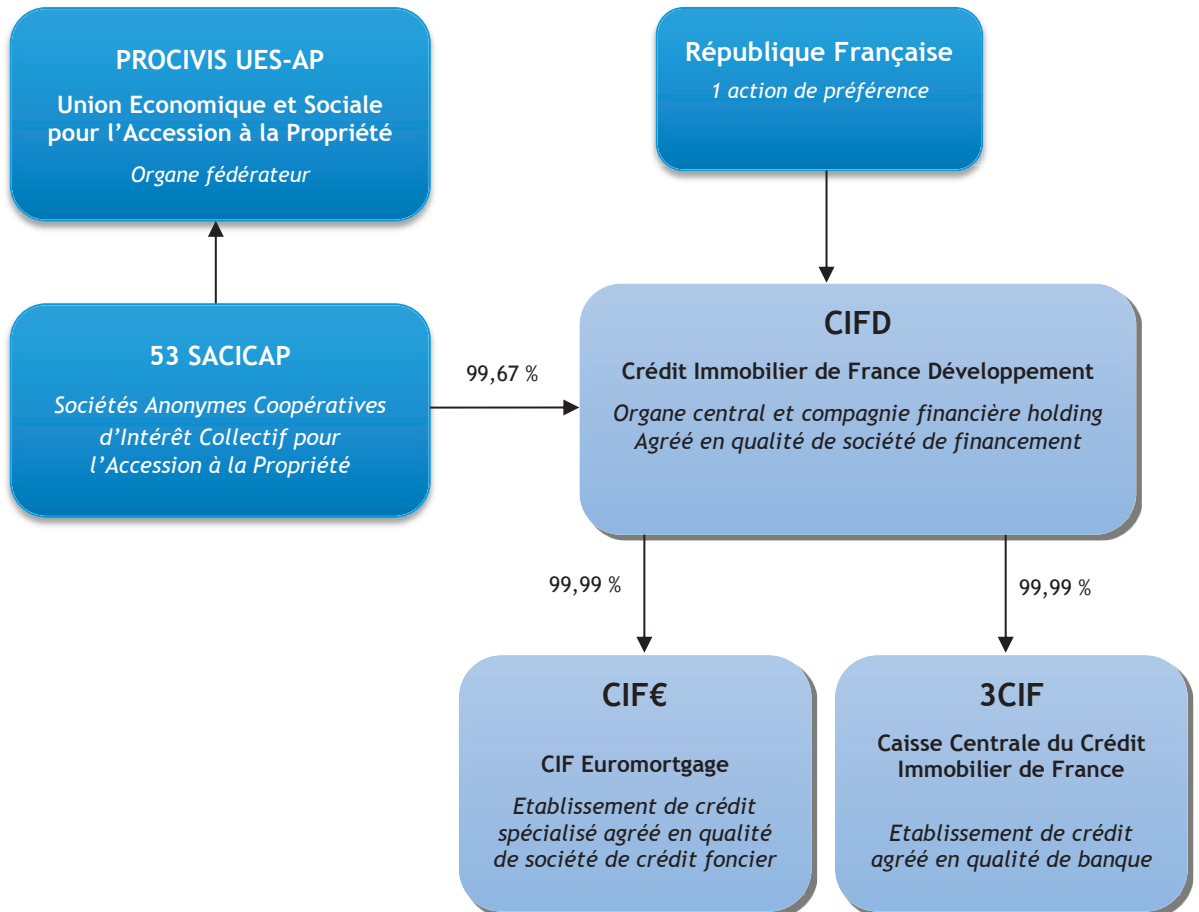 PROCIVIS UES-AP
Union Economique et Sociale
pour l’Accession à la Propriété
Organe fédérateur
République Française
1 action de préférence
53 SACICAP
Sociétés Anonymes Coopératives
d’Intérêt Collectif pour
l’Accession à la Propriété
99,67 %
CIFD
Crédit Immobilier de France Développement
Organe central et compagnie financière holding
Agréé en qualité de société de financement
99,99 %
99,99 %
CIF€
CIF Euromortgage
Etablissement de crédit
spécialisé agréé en qualité
de société de crédit foncier
3CIF
Caisse Centrale du Crédit
Immobilier de France
Etablissement de crédit
agréé en qualité de banque